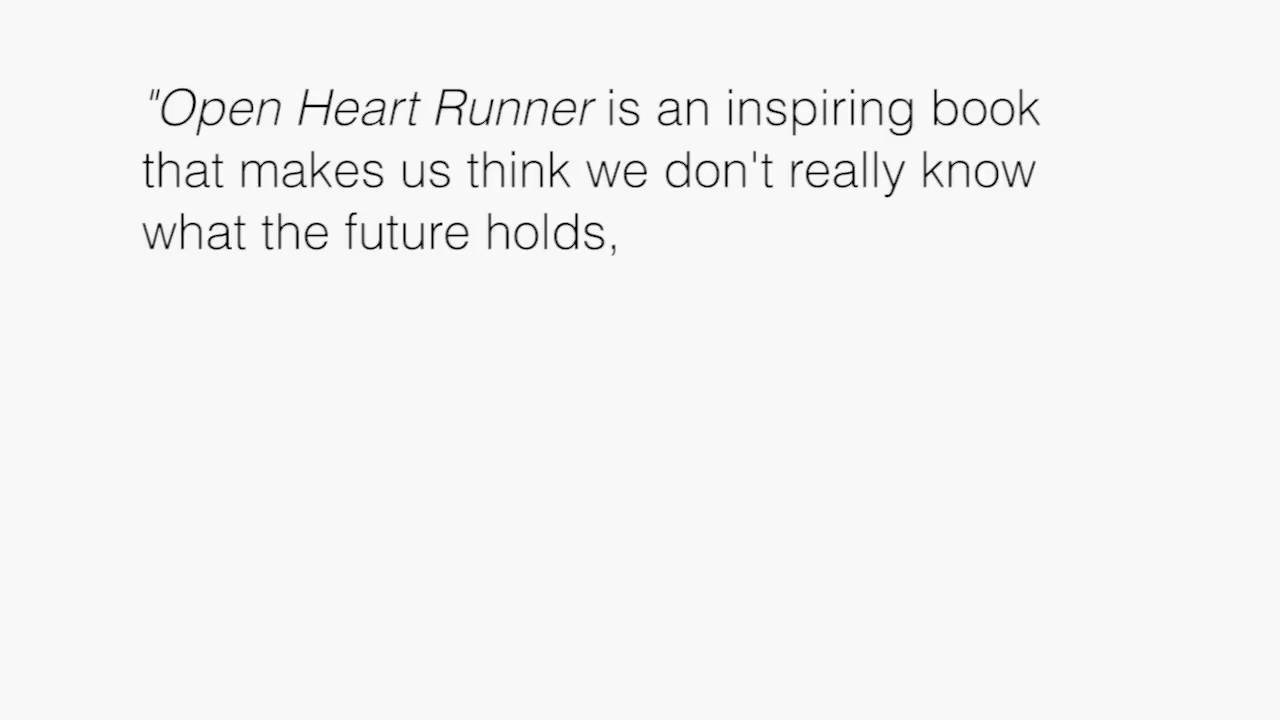 "Open Heart Runner is an inspiring book
that makes us think we don't really know
what the future holds,